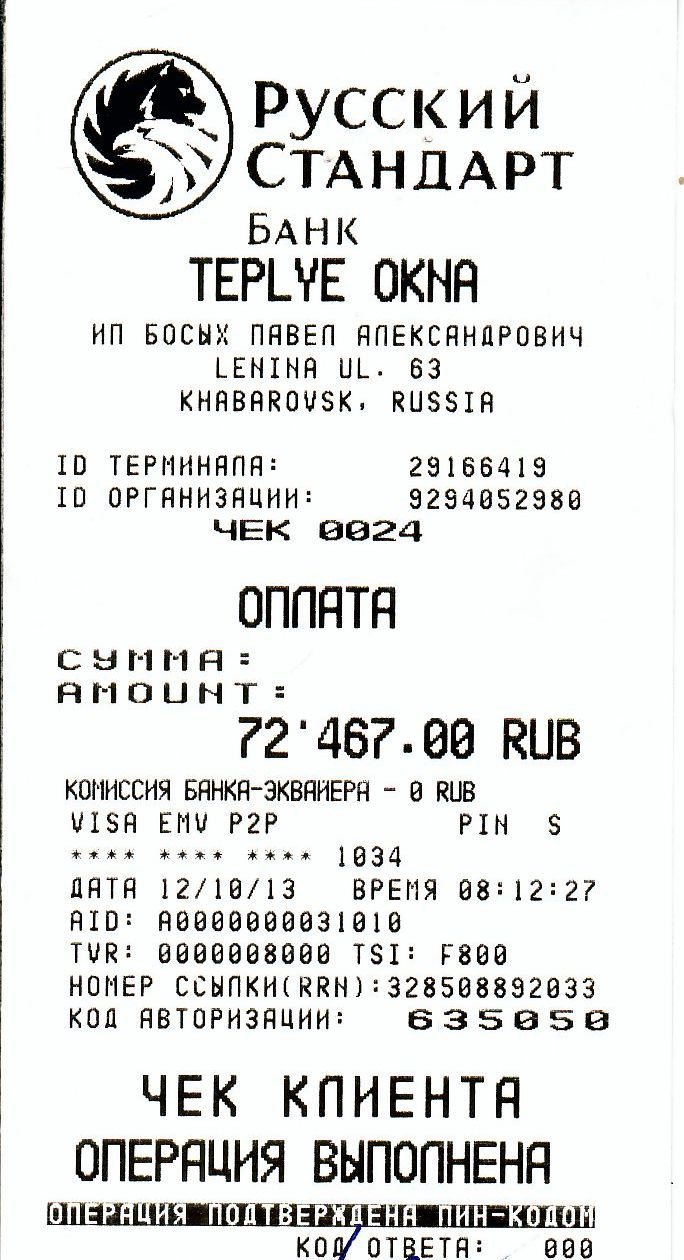 Русский
Стандарт
Банк
TEPLYE OKNA
ИП БОСЫХ ПАВЕЛ АЛЕКСАНДРОВИЧ
LENINA UL. 63
KHABAROVSK, RUSSIA
ID ТЕРМИНАЛА: 29166419
ID ОРГАНИЗАЦИИ: 9294052980
ЧЕК 0024
ОПЛАТА
СУММА:
AMOUNT:
72'467.00 RUB
КОМИССИЯ БАНКА-ЭКВАЙЕРА - 0 RUB
VISA EMV P2P PIN S
**** **** **** 1034
ДАТА 12/10/13 ВРЕМЯ 08:12:27
AID: A0000000031010
TVR: 0000008000 TSI: F800
НОМЕР ССЫЛКИ(RRN):328508892033
КОД АВТОРИЗАЦИИ: 635050
ЧЕК КЛИЕНТА
ОПЕРАЦИЯ ВЫПОЛНЕНА
ОПЕРАЦИЯ ПОДТВЕРЖДЕНА ПИН-КОДОМ
КОД ОТВЕТА: 000